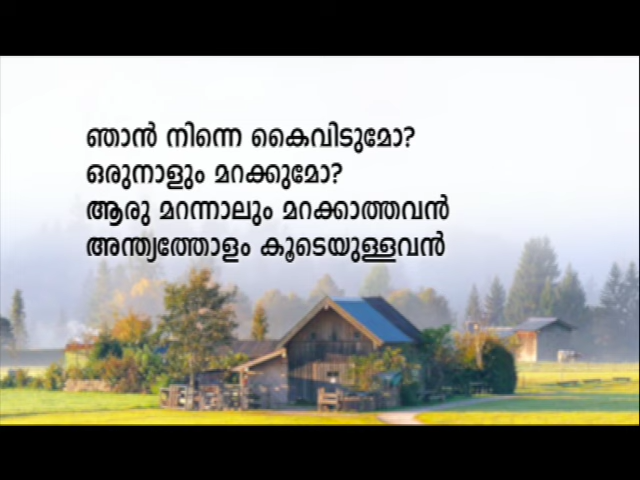 ഞാൻ നിന്നെ കൈവിടുമോ?
ഒരുനാളും മറക്കുമോ?
ആരു മറന്നാലും മറക്കാത്തവൻ
അന്ത്യത്തോളം കൂടെയുള്ളവൻ